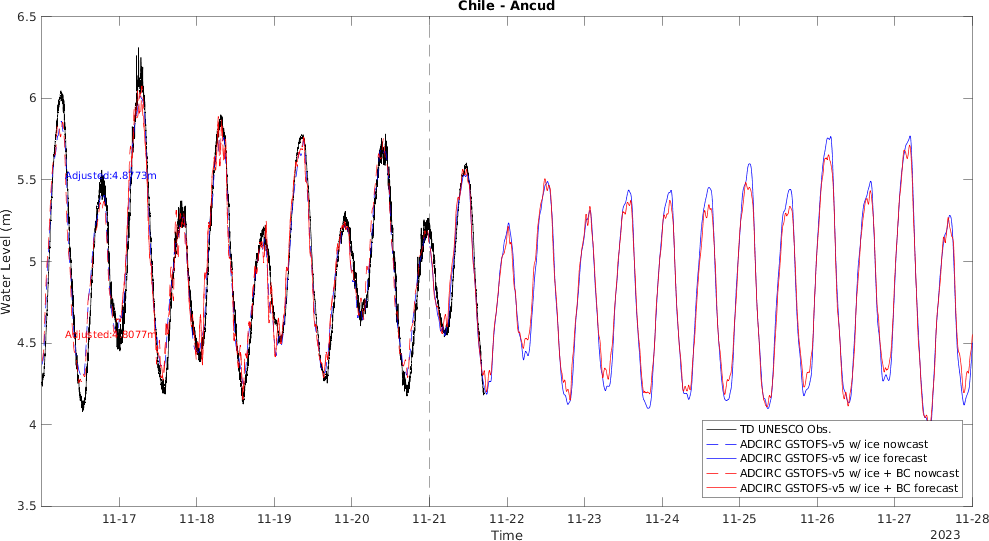 Chile - Ancud
Water Level (m)
6.5
6
5.5
5
4.5
4
3.5
Adjusted:4.8773m
Adjusted:4.8077m
TD UNESCO Obs.
ADCIRC GSTOFS-v5 w/ ice nowcast
ADCIRC GSTOFS-v5 w/ ice forecast
ADCIRC GSTOFS-v5 w/ ice + BC nowcast
ADCIRC GSTOFS-v5 w/ ice + BC forecast
11-17 11-18 11-19 11-20 11-21 11-22 11-23 11-24 11-25 11-26 11-27 11-28
Time
2023